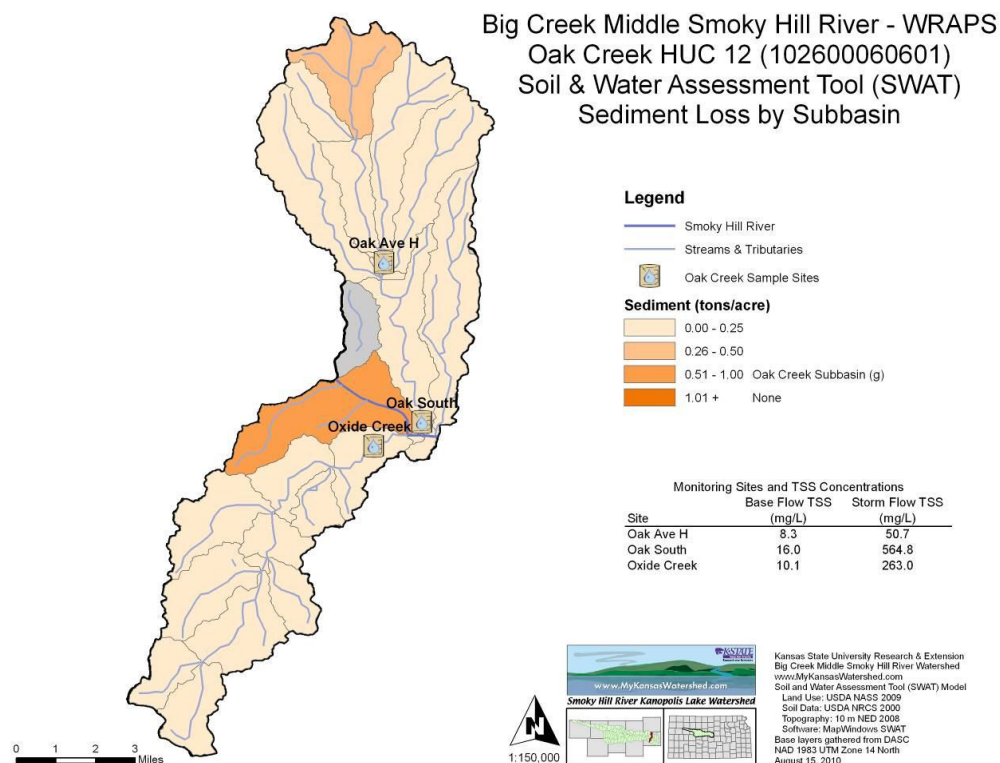 Big Creek Middle Smoky Hill River - WRAPS
Oak Creek HUC 12 (102600060601)
Soil & Water Assessment Tool (SWAT)
Sediment Loss by Subbasin
Oak Ave H
Oak South
Oxide Creek
Legend
Smoky Hill River
Streams & Tributaries
Oak Creek Sample Sites
Sediment (tons/acre)
0.00 - 0.25
0.26 - 0.50
0.51 - 1.00 Oak Creek Subbasin (g)
1.01 + None
Monitoring Sites and TSS Concentrations
Base Flow TSS Storm Flow TSS
Site (mg/L) (mg/L)
Oak Ave H 8.3 50.7
Oak South 16.0 564.8
Oxide Creek 10.1 263.0
K-STATE
www.MyKansasWatershed.com
Smoky Hill River Kanopolis Lake Watershed
N
1:150,000
Kansas State University Research & Extension
Big Creek Middle Smoky Hill River Watershed
www.MyKansasWatershed.com
Soil and Water Assessment Tool (SWAT) Model
Land Use: USDA NASS 2009
Soil Data: USDA NRCS 2000
Topography: 10 m NED 2008
Software: MapWindows SWAT
Base layers gathered from DASC
NAD 1983 UTM Zone 14 North
August 15, 2010
0 1 2 3
Miles